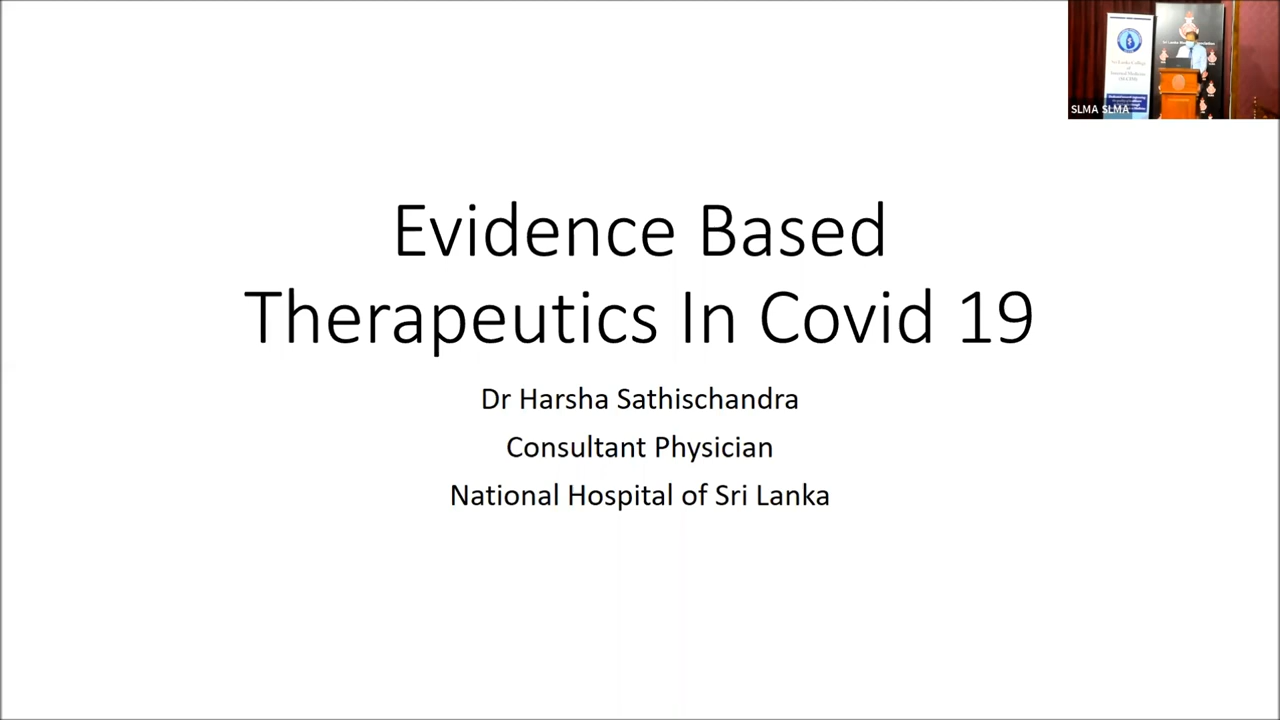 Evidence Based
Therapeutics In Covid 19
Dr Harsha Sathischandra
Consultant Physician
National Hospital of Sri Lanka
SLMA SLMA